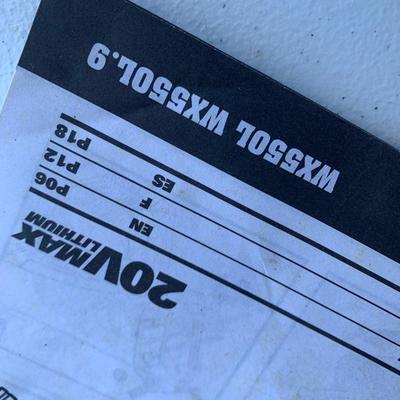 20VMAX
LITHIUM
EN P06
F P12
ES P18
WX550L WX550L.9